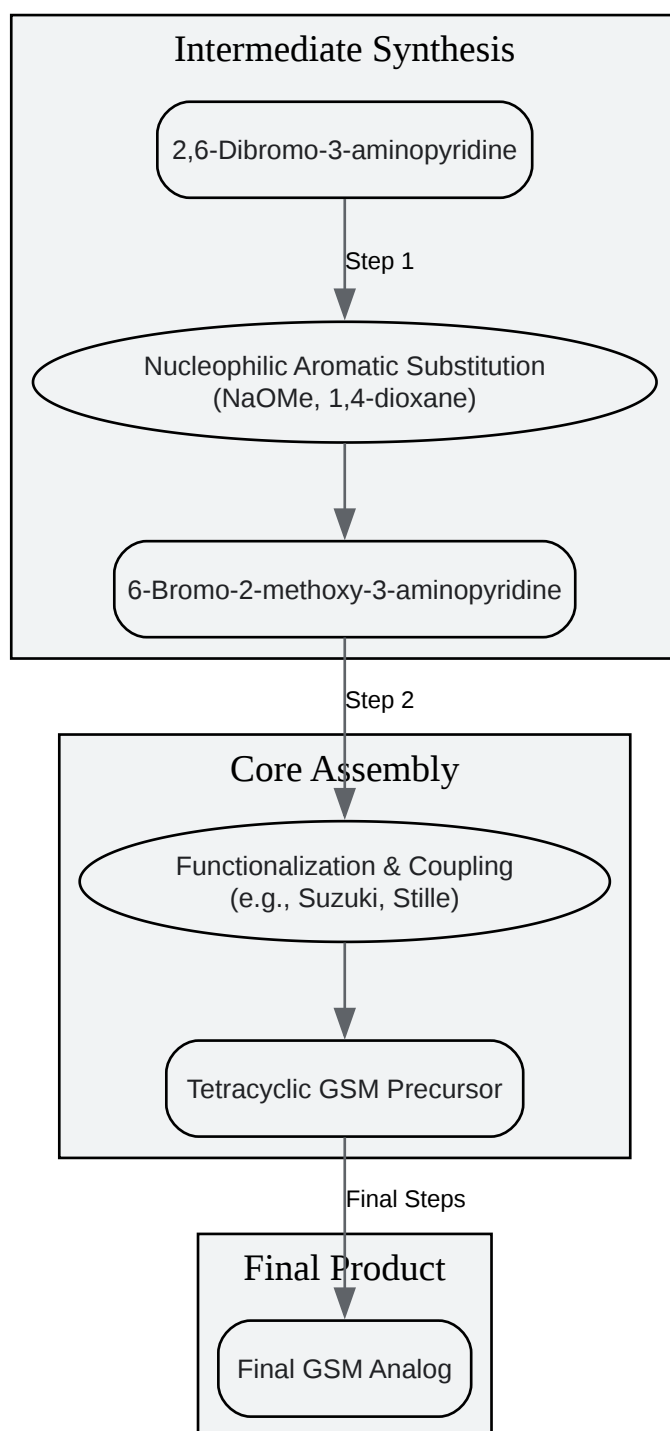 Intermediate Synthesis
2,6-Dibromo-3-aminopyridine
Step 1
Nucleophilic Aromatic Substitution
(NaOMe, 1,4-dioxane)
6-Bromo-2-methoxy-3-aminopyridine
Step 2
Core Assembly
Functionalization & Coupling
(e.g., Suzuki, Stille)
Tetracyclic GSM Precursor
Final Steps
Final Product
Final GSM Analog